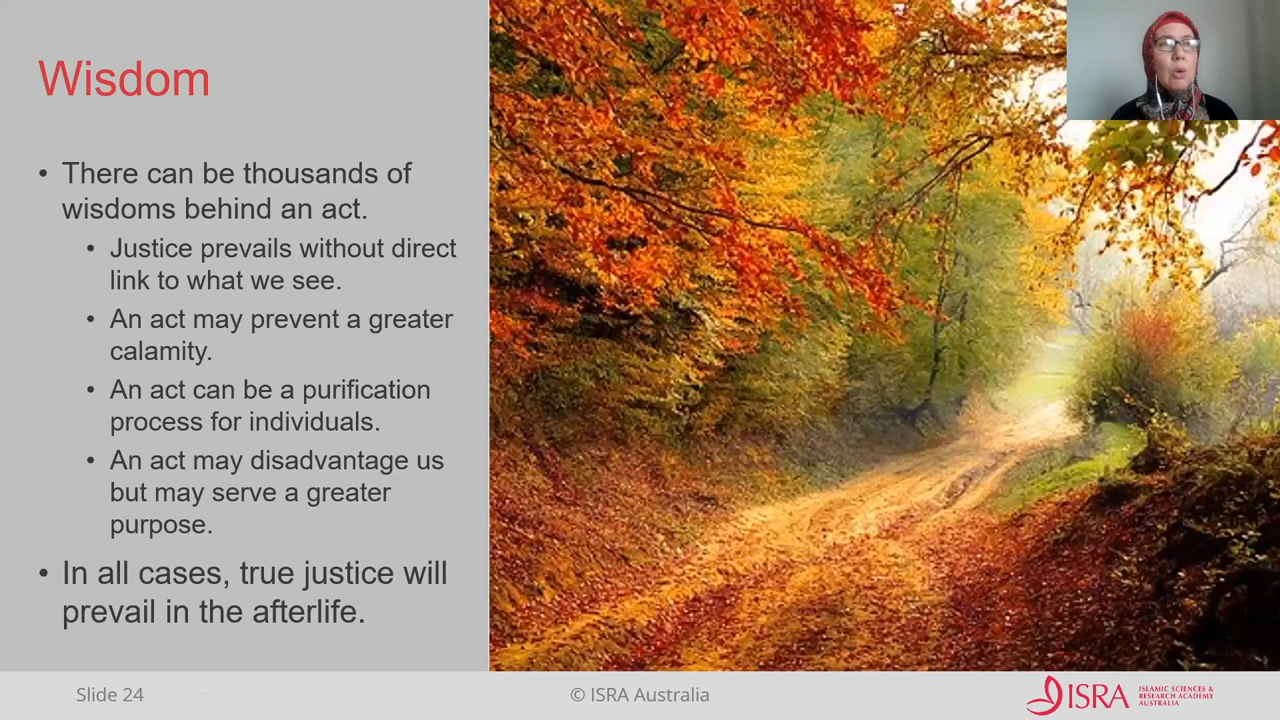 Wisdom
• There can be thousands of
wisdoms behind an act.
• Justice prevails without direct
link to what we see.
• An act may prevent a greater
calamity.
• An act can be a purification
process for individuals.
• An act may disadvantage us
but may serve a greater
purpose.
• In all cases, true justice will
prevail in the afterlife.
Slide 24
© ISRA Australia
ISRA
ISLAMIC SCIENCES &
RESEARCH ACADEMY
AUSTRALIA